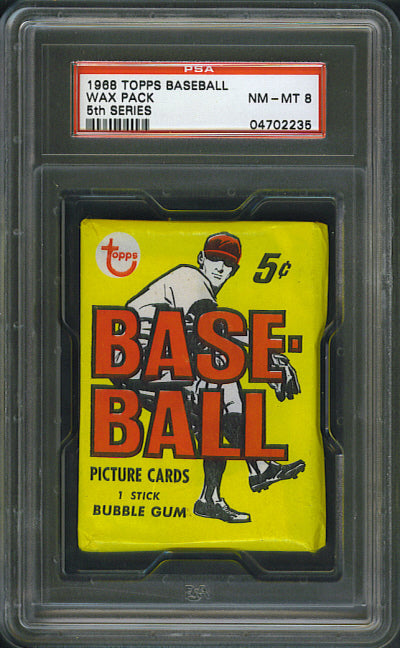 PSA
1968 TOPPS BASEBALL
WAX PACK
NM - MT 8
5th SERIES
04702235
Topps
5¢
BASE-
BALL
PICTURE CARDS
1 STICK
BUBBLE GUM
PSA